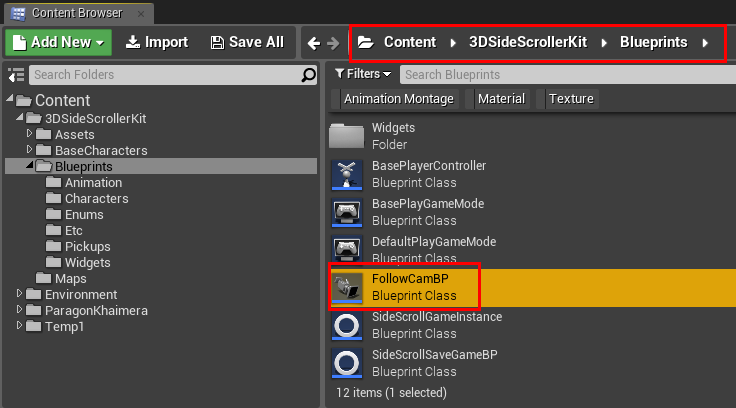 Content Browser
Add New Import Save All Content 3DSideScrollerKit Blueprints
Search Folders
Filters Search Blueprints
Animation Montage Material Texture
Content
3DSideScrollerKit
Assets
BaseCharacters
Blueprints
Animation
Characters
Enums
Etc
Pickups
Widgets
Maps
Environment
ParagonKhaimera
Temp1
Widgets
Folder
BasePlayerController
Blueprint Class
BasePlayGameMode
Blueprint Class
DefaultPlayGameMode
Blueprint Class
FollowCamBP
Blueprint Class
SideScrollGameInstance
Blueprint Class
SideScrollSaveGameBP
Blueprint Class
12 items (1 selected)